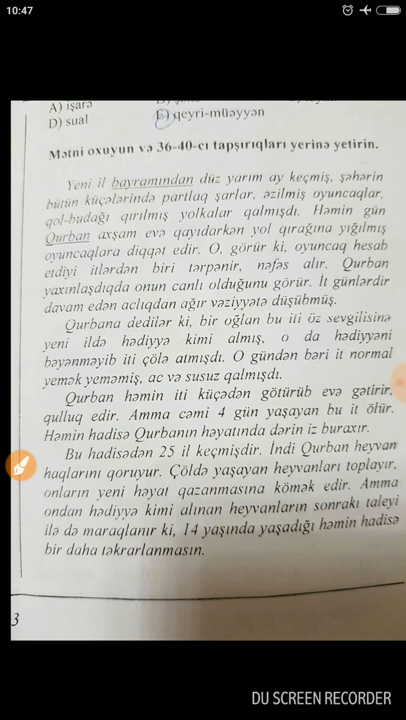 10:47
A) işarə
D) sual
E) qeyri-müəyyən
Mətni oxuyun və 36-40-cı tapşırıqları yerinə yetirin.
Yeni il bayramından düz yarım ay keçmiş, şəhərin
bütün küçələrində partlaq şarlar, əzilmiş oyuncaqlar,
qol-budağı qırılmış yolkalar qalmışdı. Həmin gün
Qurban axşam evə qayıdarkən yol qırağına yığılmış
oyuncaqlara diqqət edir. O, görür ki, oyuncaq hesab
etdiyi itlərdən biri tərpənir, nəfəs alır. Qurban
yaxınlaşdıqda onun canlı olduğunu görür. İt günlərdir
davam edən aclıqdan ağır vəziyyətə düşübmüş.
Qurbana dedilər ki, bir oğlan bu iti öz sevgilisinə
yeni ildə hədiyyə kimi almış, o da hədiyyəni
bəyənməyib iti çölə atmışdı. O gündən bəri it normal
yemək yeməmiş, ac və susuz qalmışdı.
Qurban həmin iti küçədən götürüb evə gətirir,
qulluq edir. Amma cəmi 4 gün yaşayan bu it ölür.
Həmin hadisə Qurbanın həyatında dərin iz buraxır.
Bu hadisədən 25 il keçmişdir. İndi Qurban heyvan
haqlarını qoruyur. Çöldə yaşayan heyvanları toplayır,
onların yeni həyat qazanmasına kömək edir. Amma
ondan hədiyyə kimi alınan heyvanların sonrakı taleyi
ilə də maraqlanır ki, 14 yaşında yaşadığı həmin hadisə
bir daha təkrarlanmasın.
3
DU SCREEN RECORDER